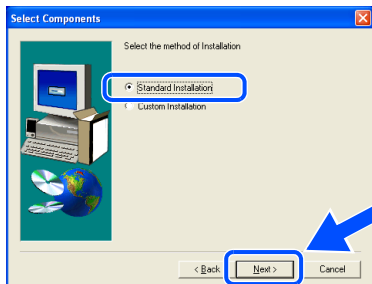 Select Components
Select the method of Installation
Standard Installation
Custom Installation
< Back
Next >
Cancel